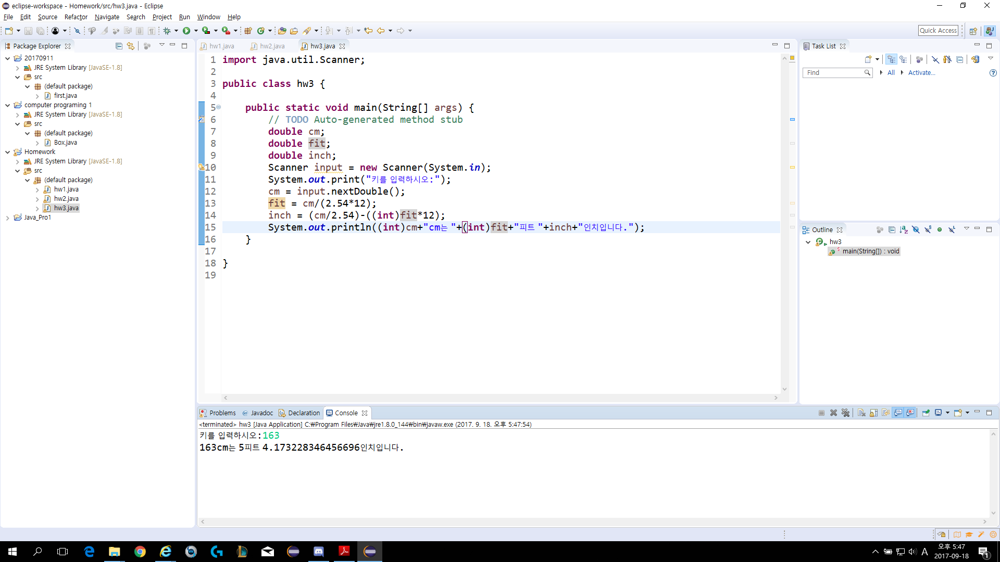 eclipse-workspace - Homework/src/hw3.java - Eclipse
File Edit Source Refactor Navigate Search Project Run Window Help
Quick Access
Package Explorer
20170911
JRE System Library [JavaSE-1.8]
src
(default package)
first.java
computer programing 1
JRE System Library [JavaSE-1.8]
src
(default package)
Box.java
Homework
JRE System Library [JavaSE-1.8]
src
(default package)
hw1.java
hw2.java
hw3.java
Java_Pro1
hw1.java hw2.java hw3.java
1 import java.util.Scanner;
2
3 public class hw3 {
4
5 public static void main(String[] args) {
6 // TODO Auto-generated method stub
7 double cm;
8 double fit;
9 double inch;
10 Scanner input = new Scanner(System.in);
11 System.out.print("키를 입력하시오:");
12 cm = input.nextDouble();
13 fit = cm/(2.54*12);
14 inch = (cm/2.54)-((int)fit*12);
15 System.out.println((int)cm+"cm는 "+(int)fit+"피트 "+inch+"인치입니다.");
16 }
17
18 }
19
Task List
Find All Activate...
Outline
hw3
main(String[]) : void
Problems @ Javadoc Declaration Console
<terminated> hw3 [Java Application] C:₩Program Files₩Java₩jre1.8.0_144₩bin₩javaw.exe (2017. 9. 18. 오후 5:47:54)
키를 입력하시오:163
163cm는 5피트 4.173228346456696인치입니다.
A
오후 5:47
2017-09-18
1